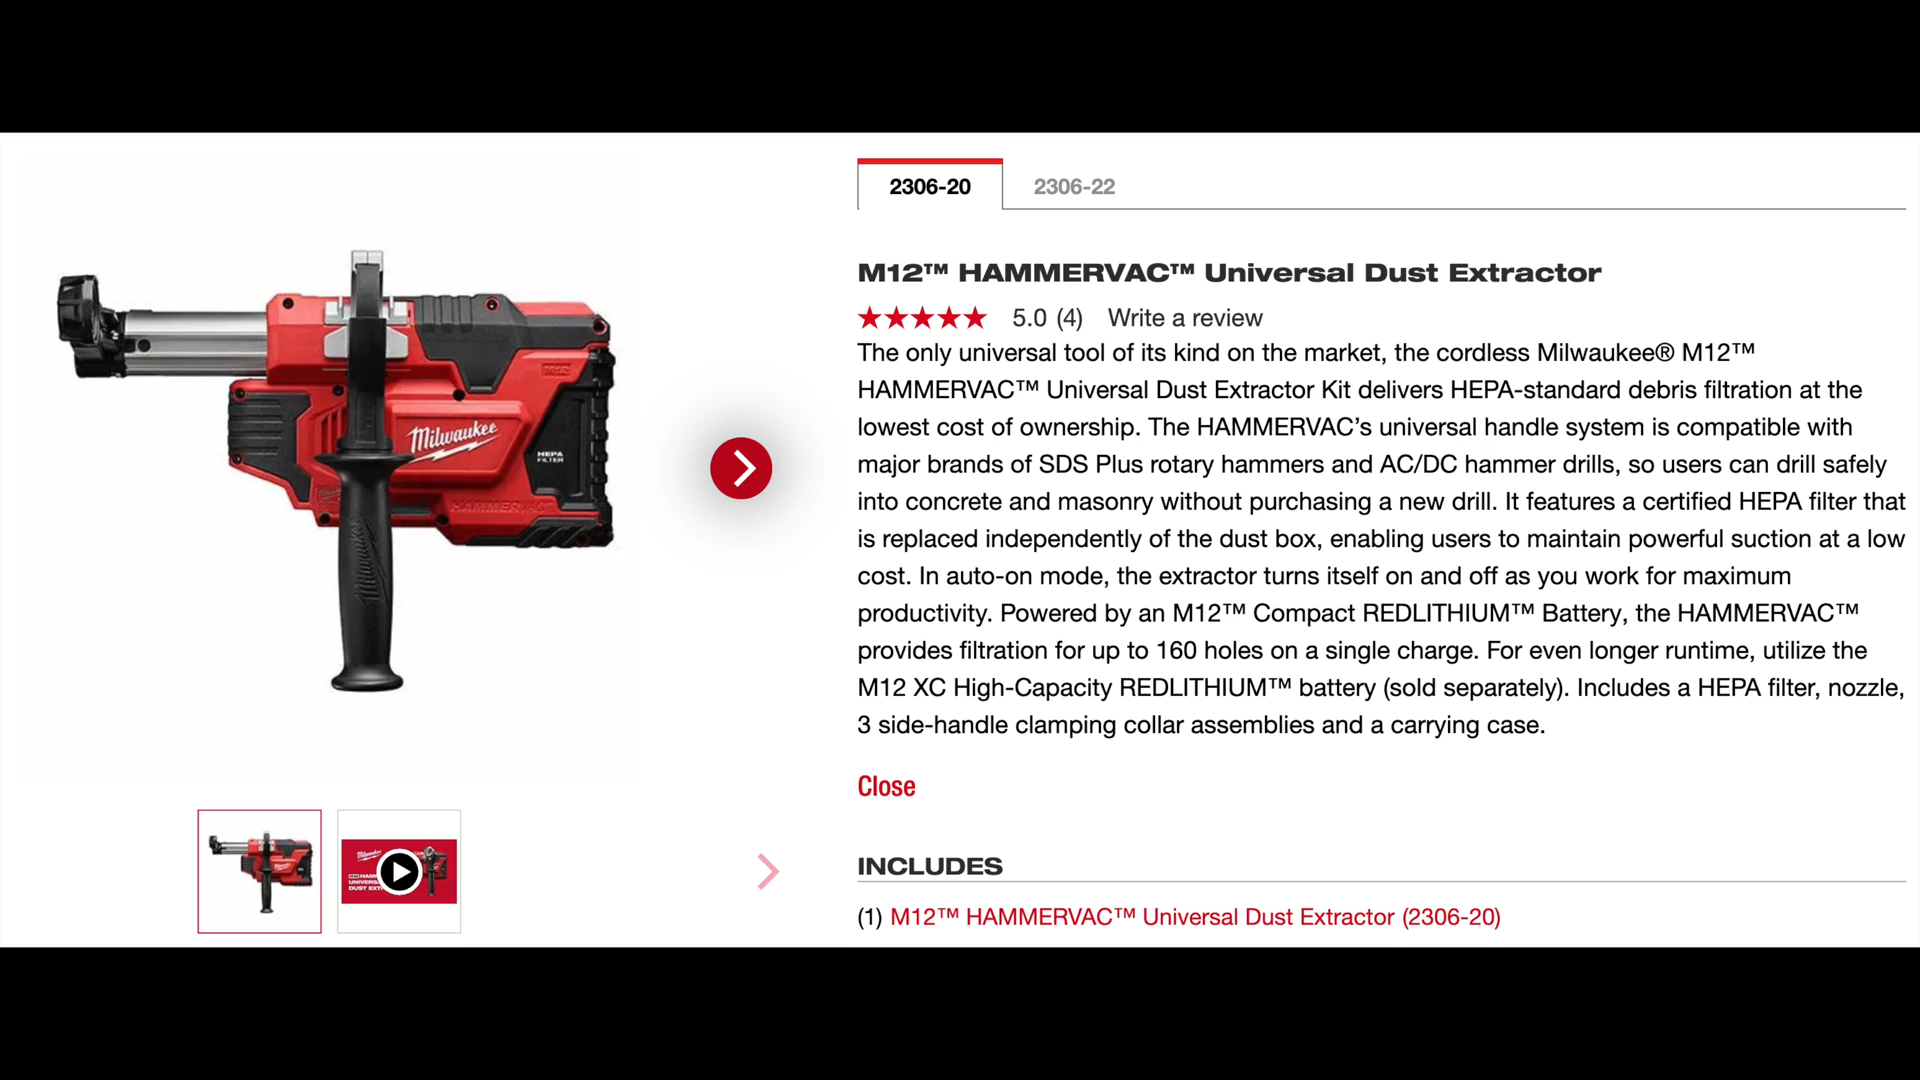 2306-20 2306-22
M12™ HAMMERVAC™ Universal Dust Extractor
5.0 (4) Write a review
The only universal tool of its kind on the market, the cordless Milwaukee® M12™
HAMMERVAC™ Universal Dust Extractor Kit delivers HEPA-standard debris filtration at the
lowest cost of ownership. The HAMMERVAC’s universal handle system is compatible with
major brands of SDS Plus rotary hammers and AC/DC hammer drills, so users can drill safely
into concrete and masonry without purchasing a new drill. It features a certified HEPA filter that
is replaced independently of the dust box, enabling users to maintain powerful suction at a low
cost. In auto-on mode, the extractor turns itself on and off as you work for maximum
productivity. Powered by an M12™ Compact REDLITHIUM™ Battery, the HAMMERVAC™
provides filtration for up to 160 holes on a single charge. For even longer runtime, utilize the
M12 XC High-Capacity REDLITHIUM™ battery (sold separately). Includes a HEPA filter, nozzle,
3 side-handle clamping collar assemblies and a carrying case.
Close
INCLUDES
(1) M12™ HAMMERVAC™ Universal Dust Extractor (2306-20)
M12
Milwaukee
HEPA
FILTER
HAMMERVAC
Milwaukee
Milwaukee